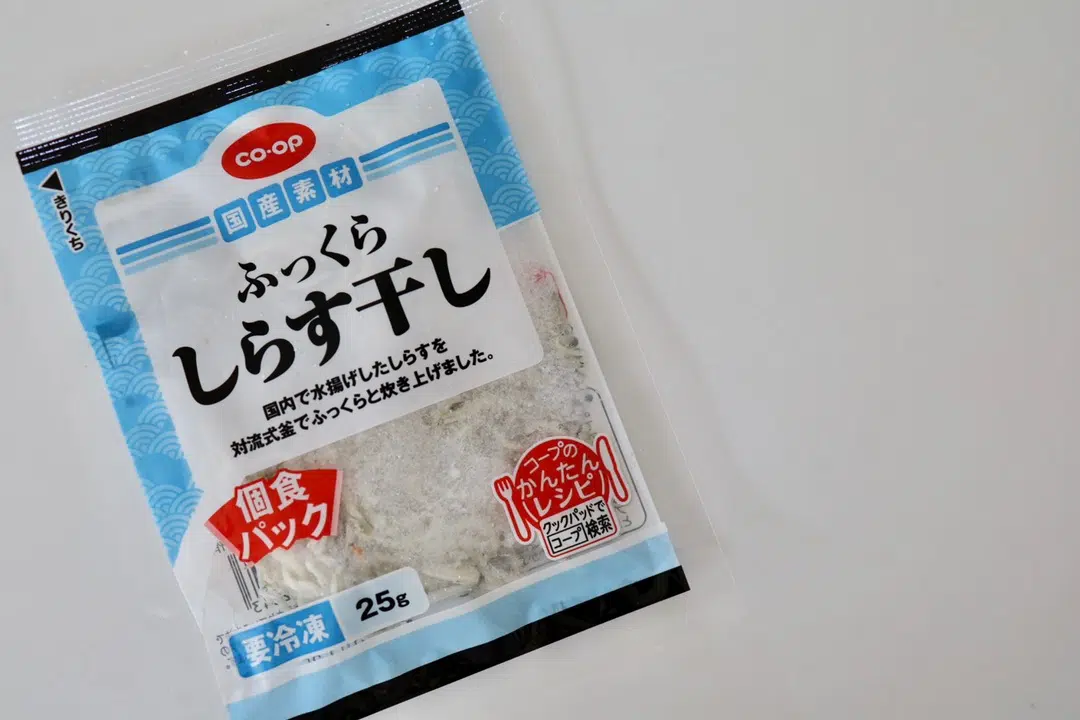 co·op
国産素材
きりくち
ふっくら
しらす干し
国内で水揚げしたしらすを
対流式釜でふっくらと炊き上げました。
個食
パック
コープの
かんたん
レシピ
クックパッドで
コープ 検索
要冷凍
25g